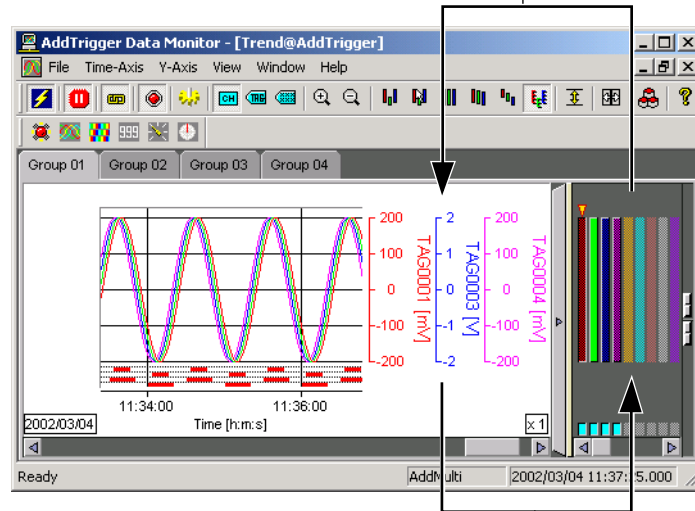 AddTrigger Data Monitor - [Trend@AddTrigger]
File Time-Axis Y-Axis View Window Help
CH TAG
999
Group 01 Group 02 Group 03 Group 04
200 2 200
100 1 100
0 0 0
-100 -1 -100
-200 -2 -200
TAG0001 [mV]
TAG0003 [V]
TAG0004 [mV]
11:34:00 11:36:00
2002/03/04 Time [h:m:s] x 1
Ready AddMulti 2002/03/04 11:37:25.000